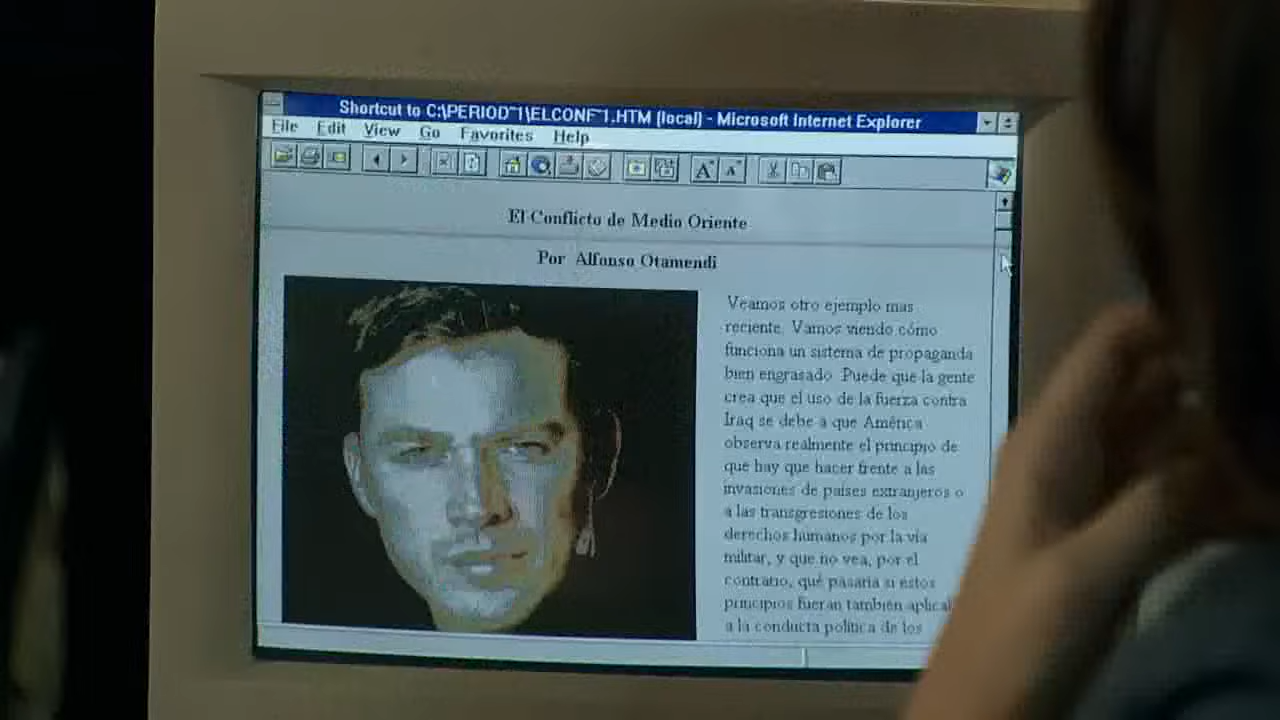 Shortcut to C:\PERIOD~1\ELCONF~1.HTM (local) - Microsoft Internet Explorer
File Edit View Go Favorites Help
El Conflicto de Medio Oriente
Por Alfonso Otamendi
Veamos otro ejemplo mas
reciente. Vamos viendo cómo
funciona un sistema de propaganda
bien engrasado. Puede que la gente
crea que el uso de la fuerza contra
Iraq se debe a que América
observa realmente el principio de
que hay que hacer frente a las
invasiones de países extranjeros o
a las transgresiones de los
derechos humanos por la vía
militar, y que no vea, por el
contrario, qué pasaría si estos
principios fueran también aplical
a la conducta política de los